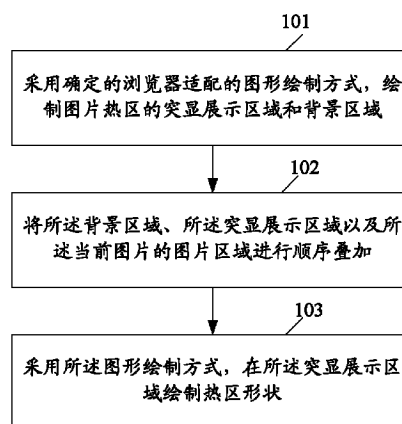 101
采用确定的浏览器适配的图形绘制方式，绘
制图片热区的突显展示区域和背景区域
102
将所述背景区域、所述突显展示区域以及所
述当前图片的图片区域进行顺序叠加
103
采用所述图形绘制方式，在所述突显展示区
域绘制热区形状